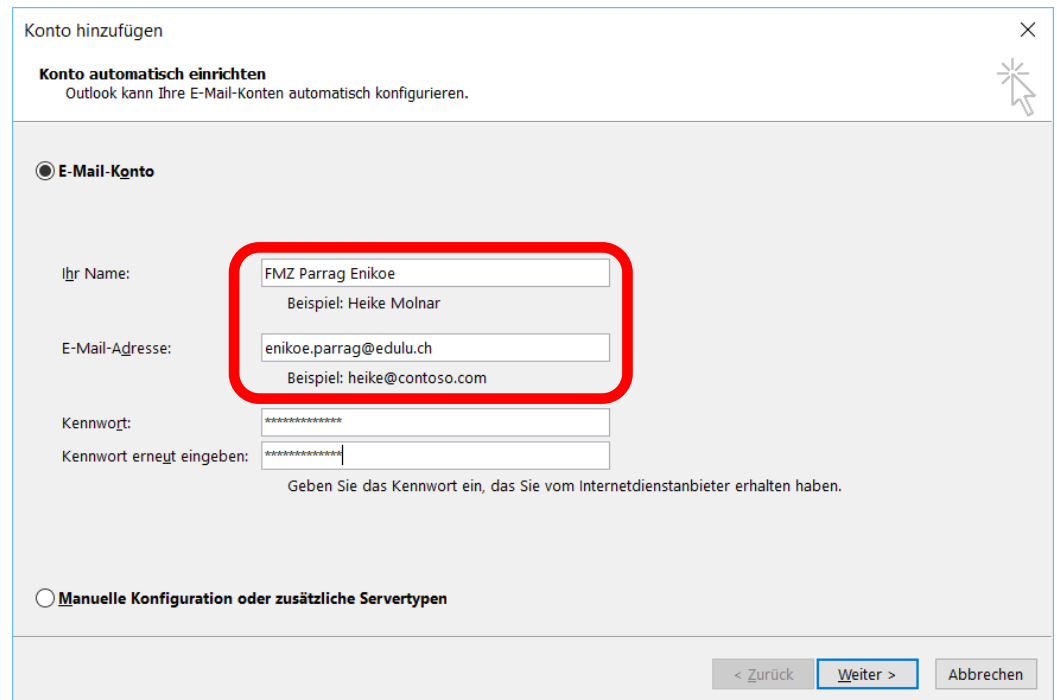 Konto hinzufügen
Konto automatisch einrichten
Outlook kann Ihre E-Mail-Konten automatisch konfigurieren.
E-Mail-Konto
Ihr Name: FMZ Parrag Enikoe
Beispiel: Heike Molnar
E-Mail-Adresse: enikoe.parrag@edulu.ch
Beispiel: heike@contoso.com
Kennwort: *************
Kennwort erneut eingeben: *************
Geben Sie das Kennwort ein, das Sie vom Internetdienstanbieter erhalten haben.
Manuelle Konfiguration oder zusätzliche Servertypen
< Zurück Weiter > Abbrechen